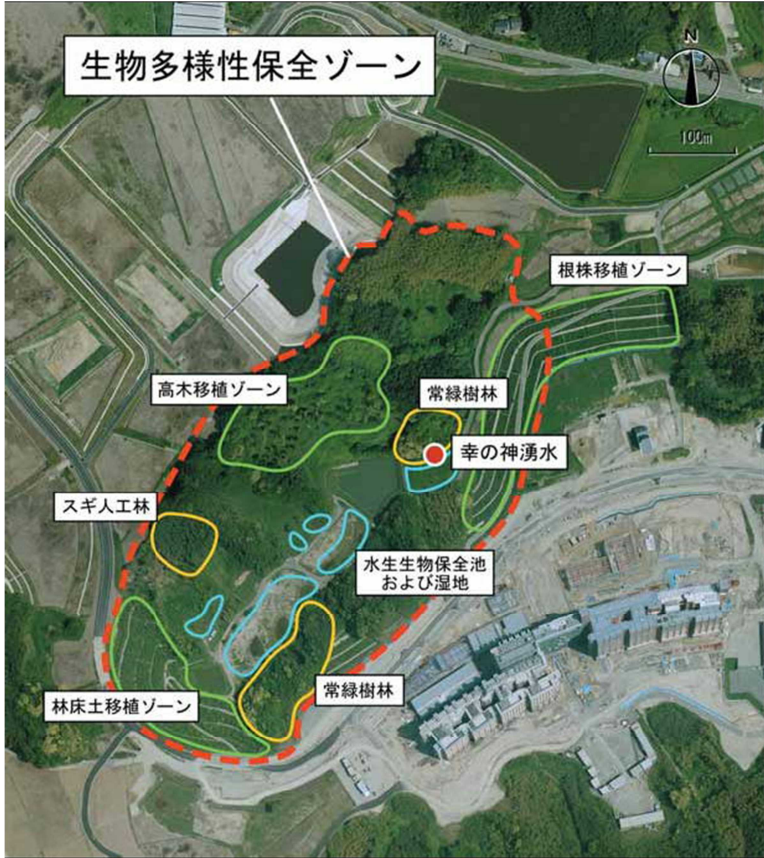 生物多様性保全ゾーン
N
100m
根株移植ゾーン
高木移植ゾーン
常緑樹林
幸の神湧水
スギ人工林
水生生物保全池
および湿地
林床土移植ゾーン
常緑樹林